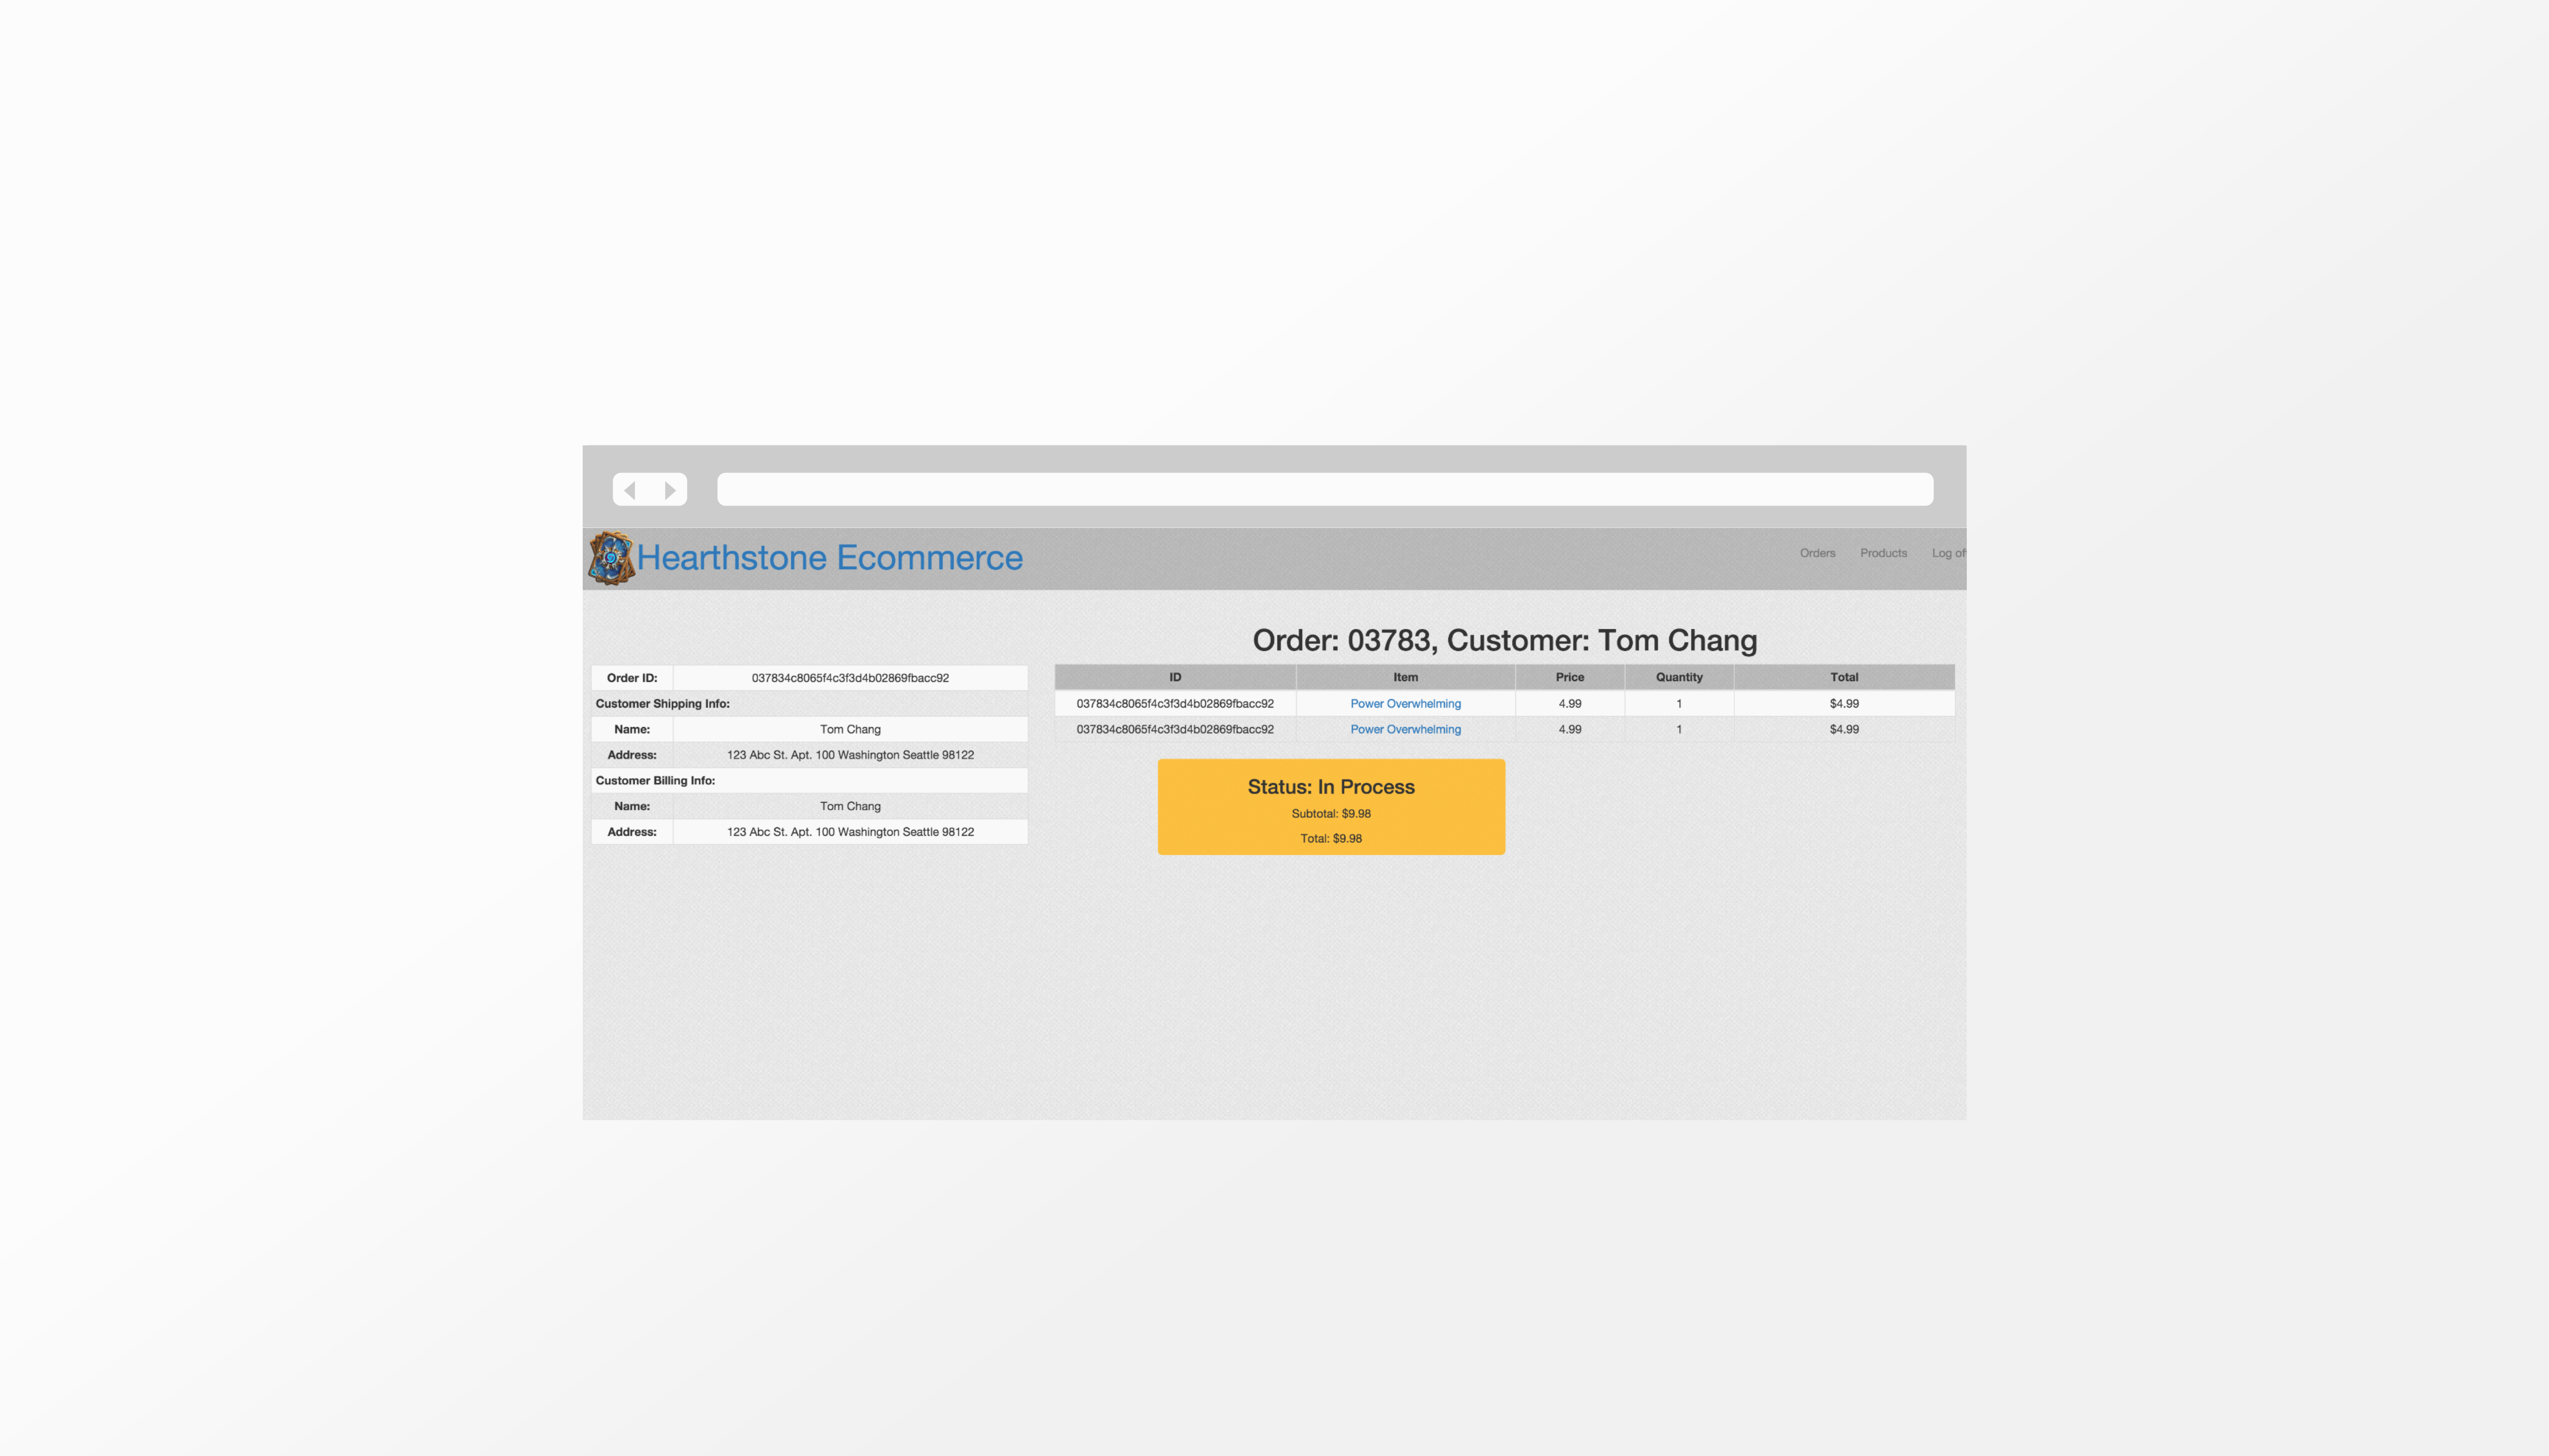 Hearthstone Ecommerce
Orders Products Log of
Order: 03783, Customer: Tom Chang
Order ID: 037834c8065f4c3f3d4b02869fbacc92
Customer Shipping Info:
Name: Tom Chang
Address: 123 Abc St. Apt. 100 Washington Seattle 98122
Customer Billing Info:
Name: Tom Chang
Address: 123 Abc St. Apt. 100 Washington Seattle 98122
ID Item Price Quantity Total
037834c8065f4c3f3d4b02869fbacc92 Power Overwhelming 4.99 1 $4.99
037834c8065f4c3f3d4b02869fbacc92 Power Overwhelming 4.99 1 $4.99
Status: In Process
Subtotal: $9.98
Total: $9.98